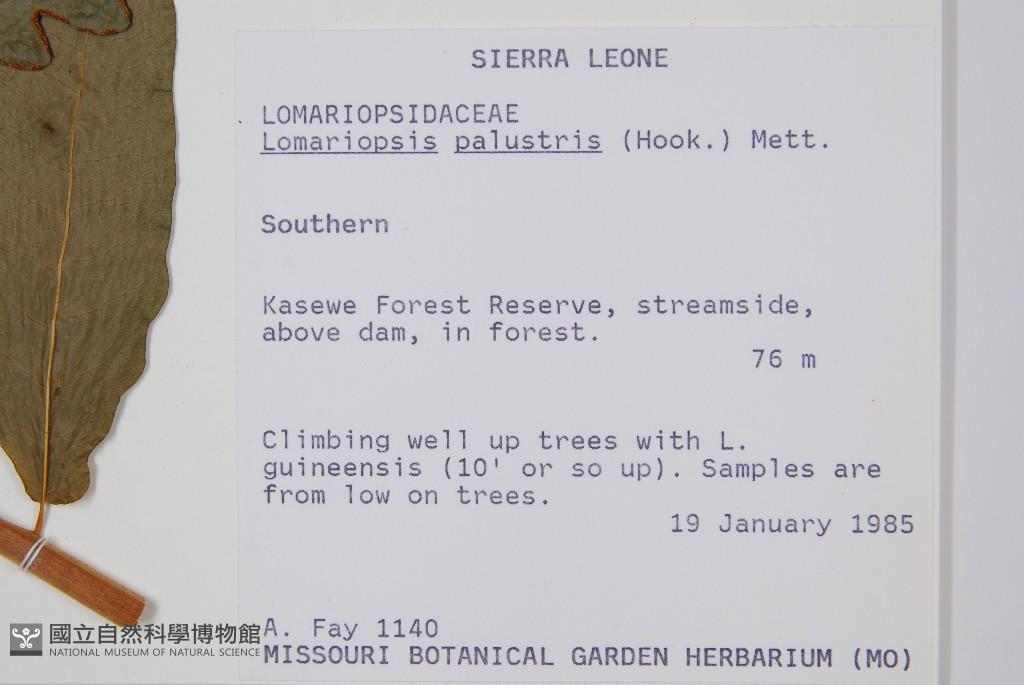 SIERRA LEONE
LOMARIOPSIDACEAE
Lomariopsis palustris (Hook.) Mett.
Southern
Kasewe Forest Reserve, streamside,
above dam, in forest.
76 m
Climbing well up trees with L.
guineensis (10' or so up). Samples are
from low on trees.
19 January 1985
A. Fay 1140
MISSOURI BOTANICAL GARDEN HERBARIUM (MO)
國立自然科學博物館
NATIONAL MUSEUM OF NATURAL SCIENCE